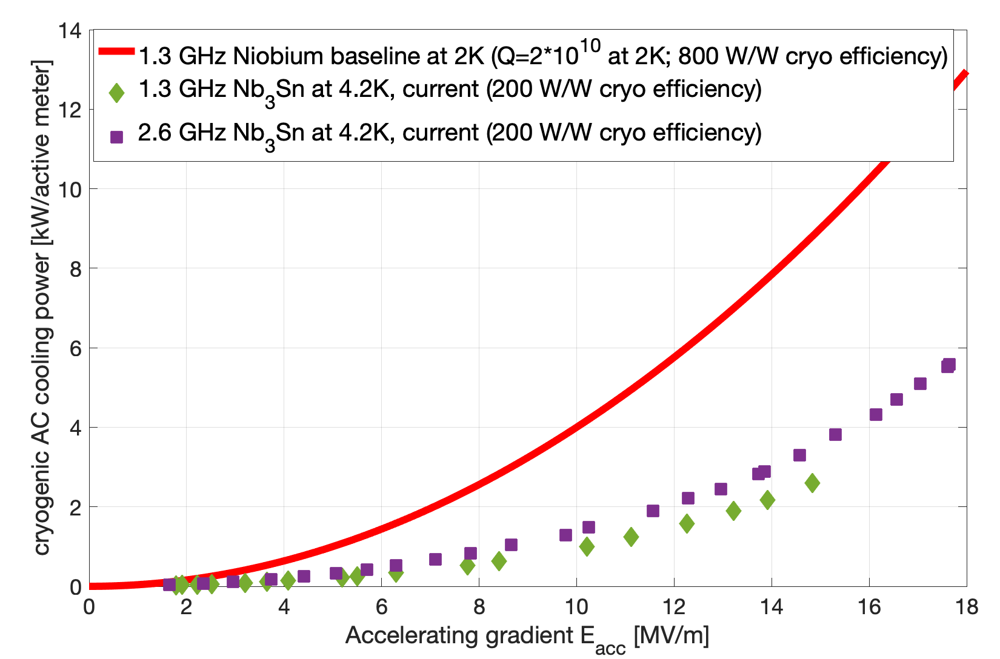 cryogenic AC cooling power [kW/active meter]
14
12
10
8
6
4
2
0
1.3 GHz Niobium baseline at 2K (Q=2*10^10 at 2K; 800 W/W cryo efficiency)
1.3 GHz Nb_3Sn at 4.2K, current (200 W/W cryo efficiency)
2.6 GHz Nb_3Sn at 4.2K, current (200 W/W cryo efficiency)
0 2 4 6 8 10 12 14 16 18
Accelerating gradient E_acc [MV/m]